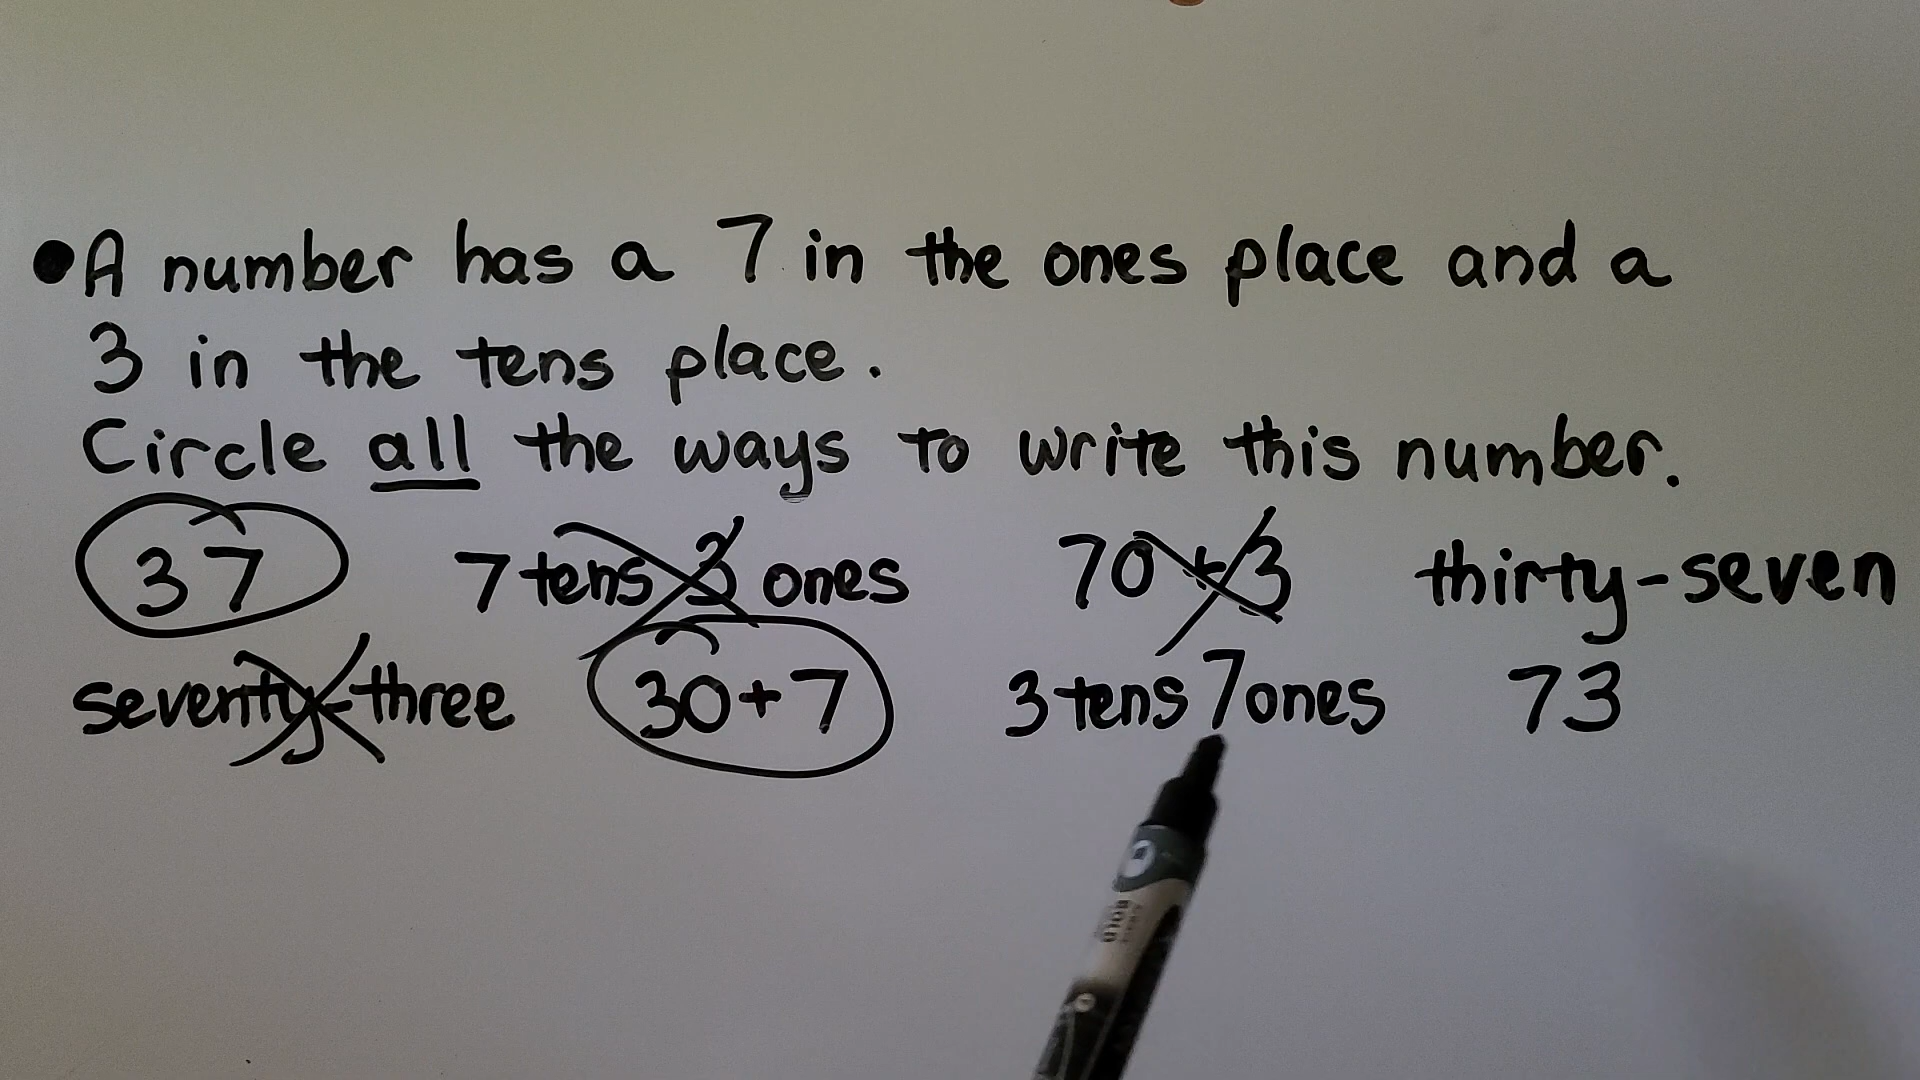 A number has a 7 in the ones place and a
3 in the tens place.
Circle all the ways to write this number.
37 7 tens 3 ones 70+3 thirty-seven
seventy-three 30+7 3 tens 7 ones 73
BOLD